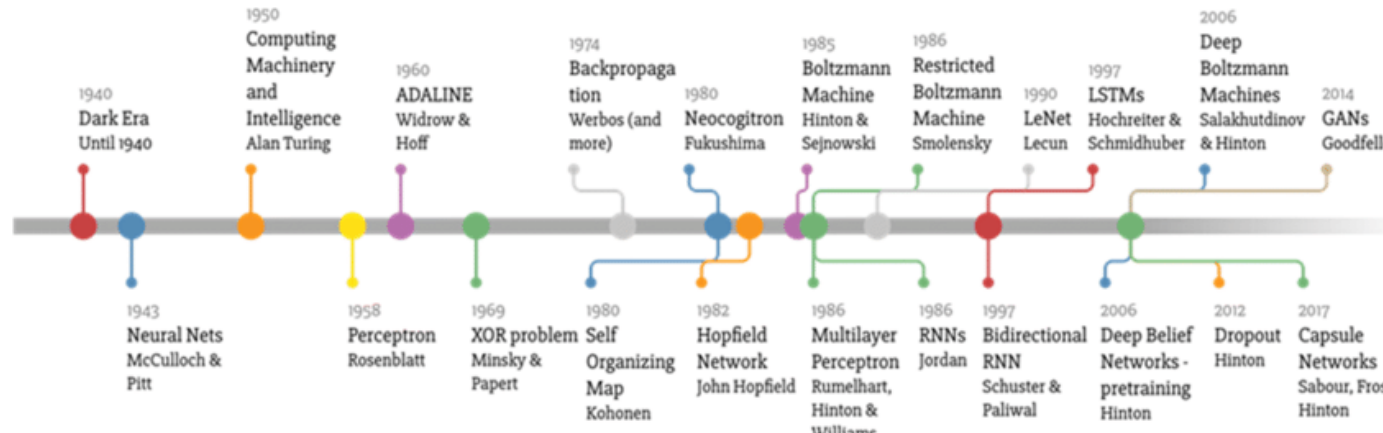 1940
Dark Era
Until 1940
1950
Computing
Machinery
and
Intelligence
Alan Turing
1960
ADALINE
Widrow &
Hoff
1974
Backpropaga
tion
Werbos (and
more)
1980
Neocogitron
Fukushima
1985
Boltzmann
Machine
Hinton &
Sejnowski
1986
Restricted
Boltzmann
Machine
Smolensky
1990
LeNet
Lecun
1997
LSTMs
Hochreiter &
Schmidhuber
2006
Deep
Boltzmann
Machines
Salakhutdinov
& Hinton
2014
GANs
Goodfell
1943
Neural Nets
McCulloch &
Pitt
1958
Perceptron
Rosenblatt
1969
XOR problem
Minsky &
Papert
1980
Self
Organizing
Map
Kohonen
1982
Hopfield
Network
John Hopfield
1986
Multilayer
Perceptron
Rumelhart,
Hinton &
Williams
1986
RNNs
Jordan
1997
Bidirectional
RNN
Schuster &
Paliwal
2006
Deep Belief
Networks -
pretraining
Hinton
2012
Dropout
Hinton
2017
Capsule
Networks
Sabour, Fros
Hinton